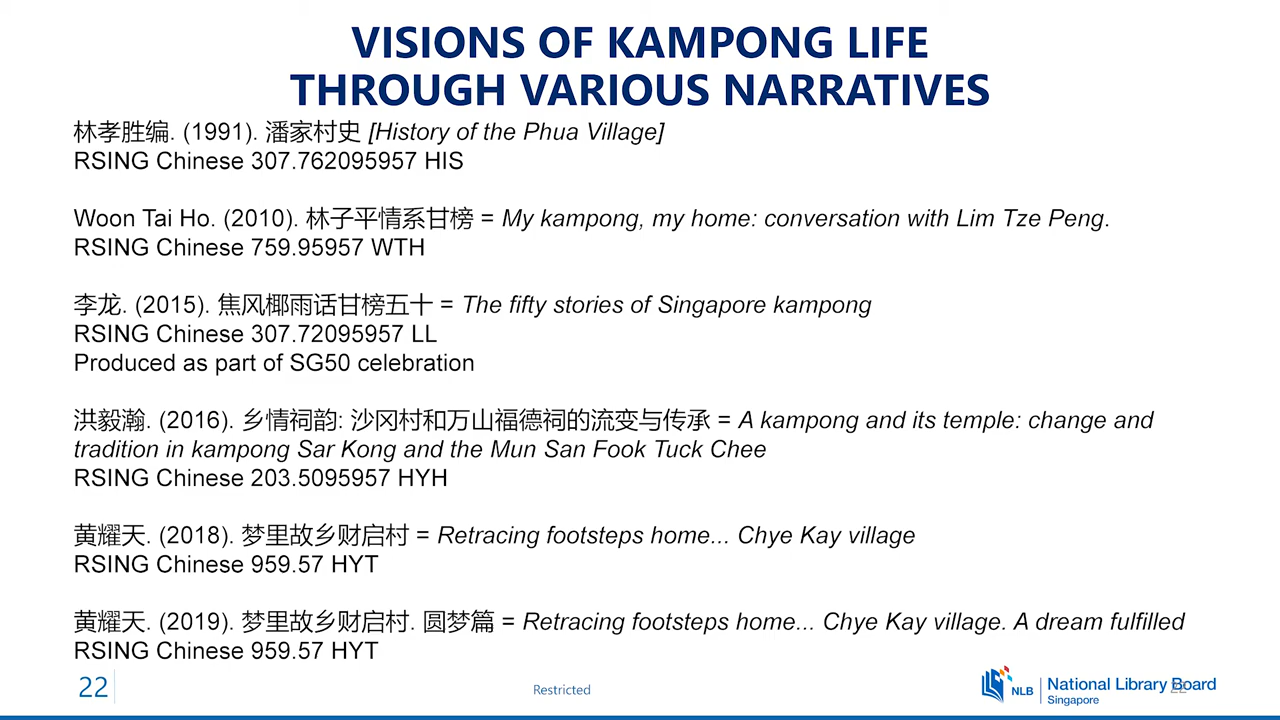 VISIONS OF KAMPONG LIFE
THROUGH VARIOUS NARRATIVES
林孝胜编. (1991). 潘家村史 [History of the Phua Village]
RSING Chinese 307.762095957 HIS
Woon Tai Ho. (2010). 林子平情系甘榜 = My kampong, my home: conversation with Lim Tze Peng.
RSING Chinese 759.95957 WTH
李龙. (2015). 焦风椰雨话甘榜五十 = The fifty stories of Singapore kampong
RSING Chinese 307.72095957 LL
Produced as part of SG50 celebration
洪毅瀚. (2016). 乡情祠韵: 沙冈村和万山福德祠的流变与传承 = A kampong and its temple: change and
tradition in kampong Sar Kong and the Mun San Fook Tuck Chee
RSING Chinese 203.5095957 HYH
黄耀天. (2018). 梦里故乡财启村 = Retracing footsteps home... Chye Kay village
RSING Chinese 959.57 HYT
黄耀天. (2019). 梦里故乡财启村. 圆梦篇 = Retracing footsteps home... Chye Kay village. A dream fulfilled
RSING Chinese 959.57 HYT
22
Restricted
NLB
National Library Board
Singapore
22